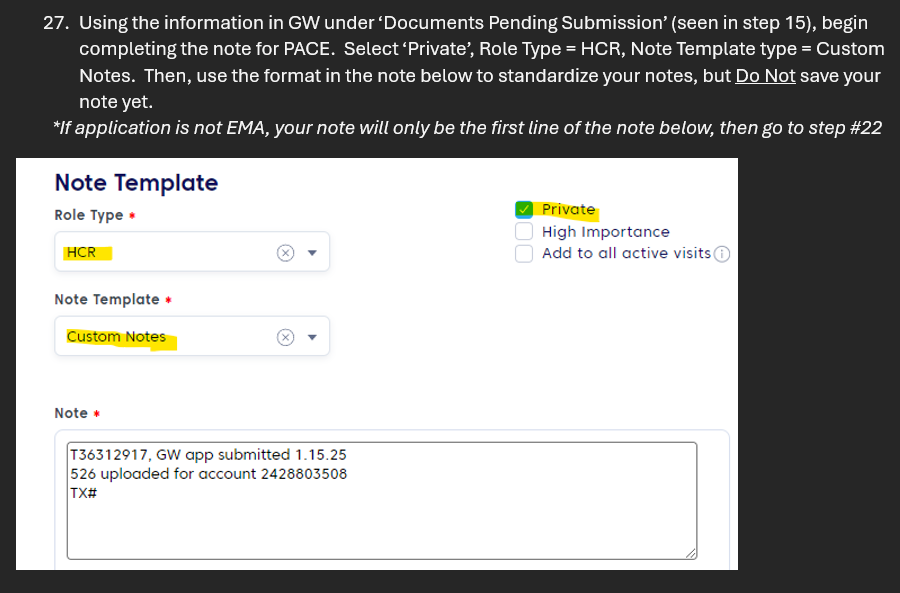 27. Using the information in GW under ‘Documents Pending Submission’ (seen in step 15), begin
completing the note for PACE.  Select ‘Private’, Role Type = HCR, Note Template type = Custom
Notes.  Then, use the format in the note below to standardize your notes, but Do Not save your
note yet.
*If application is not EMA, your note will only be the first line of the note below, then go to step #22
Note Template
Role Type *
Private
High Importance
Add to all active visits
HCR
Note Template *
Custom Notes
Note *
T36312917, GW app submitted 1.15.25
526 uploaded for account 2428803508
TX#